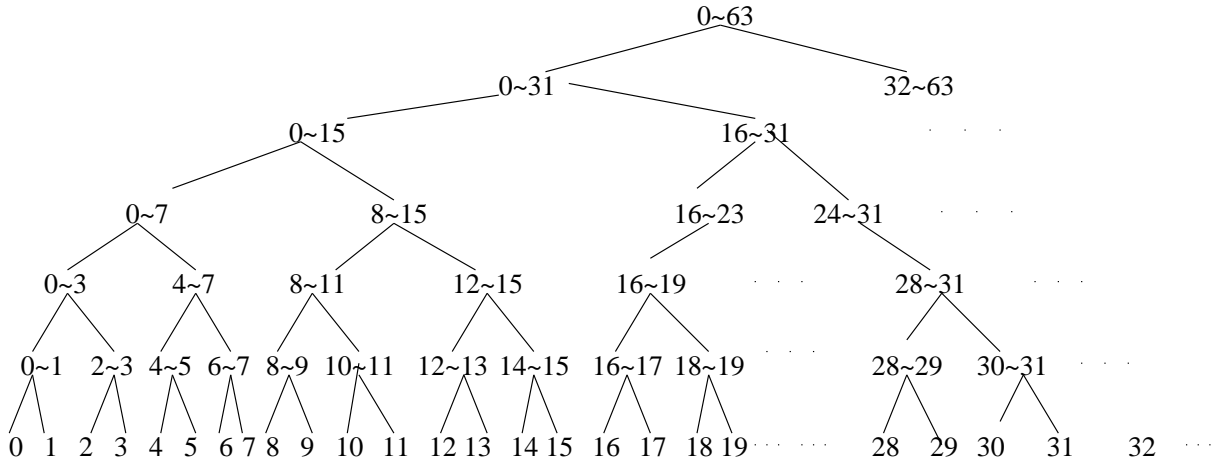 0~63
0~31 32~63
0~15 16~31 . . .
0~7 8~15 16~23 24~31 . . .
0~3 4~7 8~11 12~15 16~19 . . . 28~31 . . .
0~1 2~3 4~5 6~7 8~9 10~11 12~13 14~15 16~17 18~19 . . . 28~29 30~31 . . .
0 1 2 3 4 5 6 7 8 9 10 11 12 13 14 15 16 17 18 19 . . . . . . 28 29 30 31 32 . . .